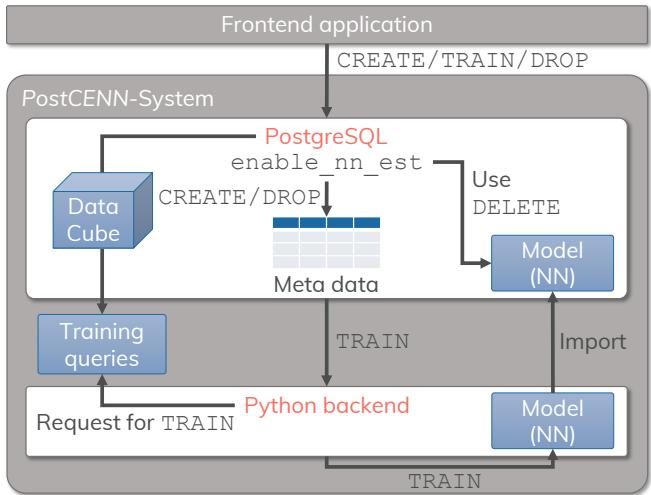 Frontend application
CREATE/TRAIN/DROP
PostCENN-System
PostgreSQL
enable_nn_est
CREATE/DROP
Use
DELETE
Data
Cube
Model
(NN)
Meta data
Training
queries
TRAIN
Import
Python backend
Request for TRAIN
Model
(NN)
TRAIN